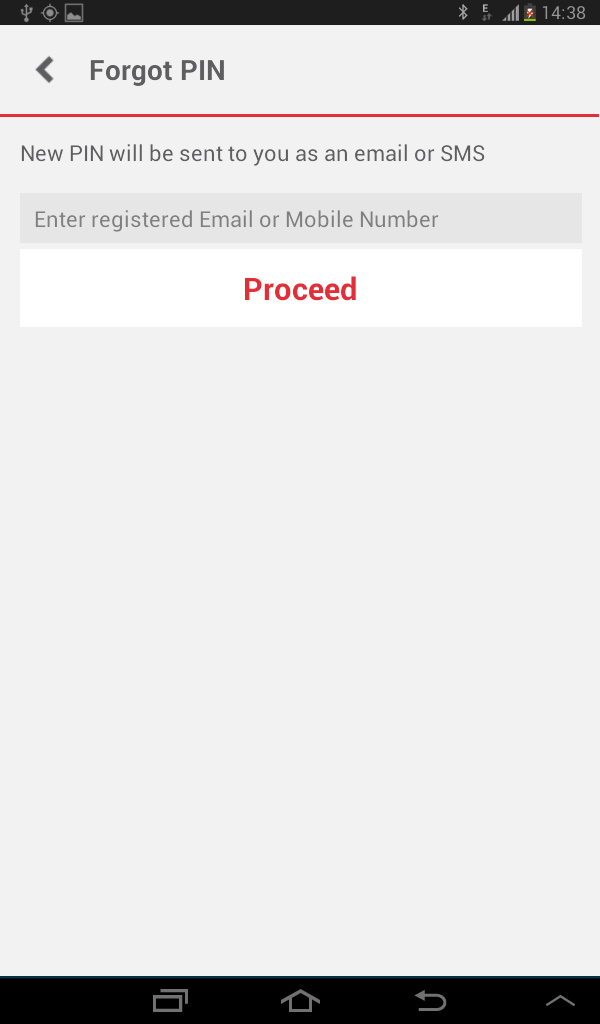 E 14:38
Forgot PIN
New PIN will be sent to you as an email or SMS
Enter registered Email or Mobile Number
Proceed